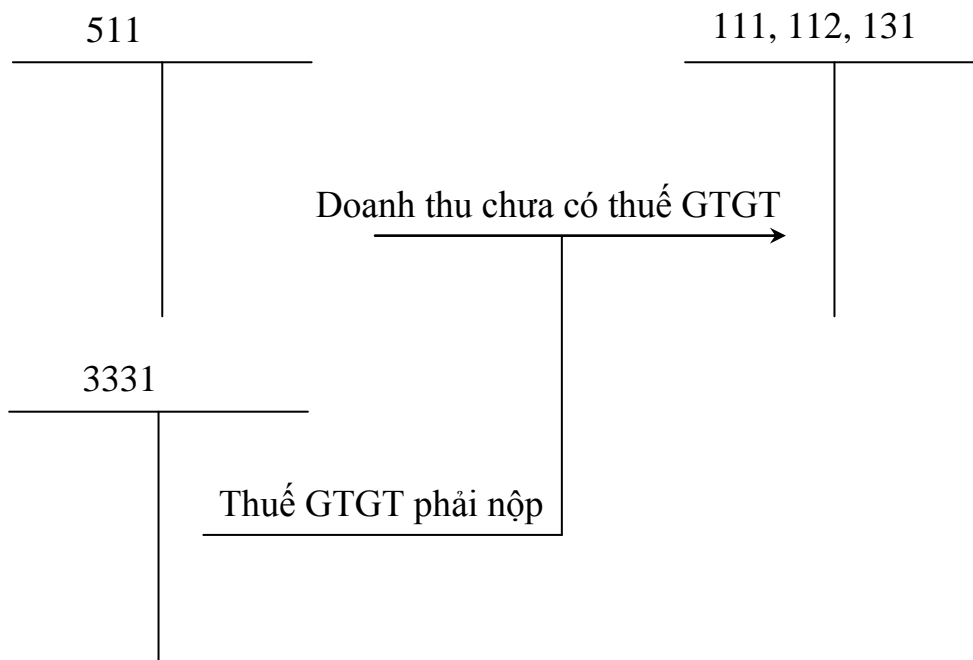 511
111, 112, 131
Doanh thu chưa có thuế GTGT
3331
Thuế GTGT phải nộp